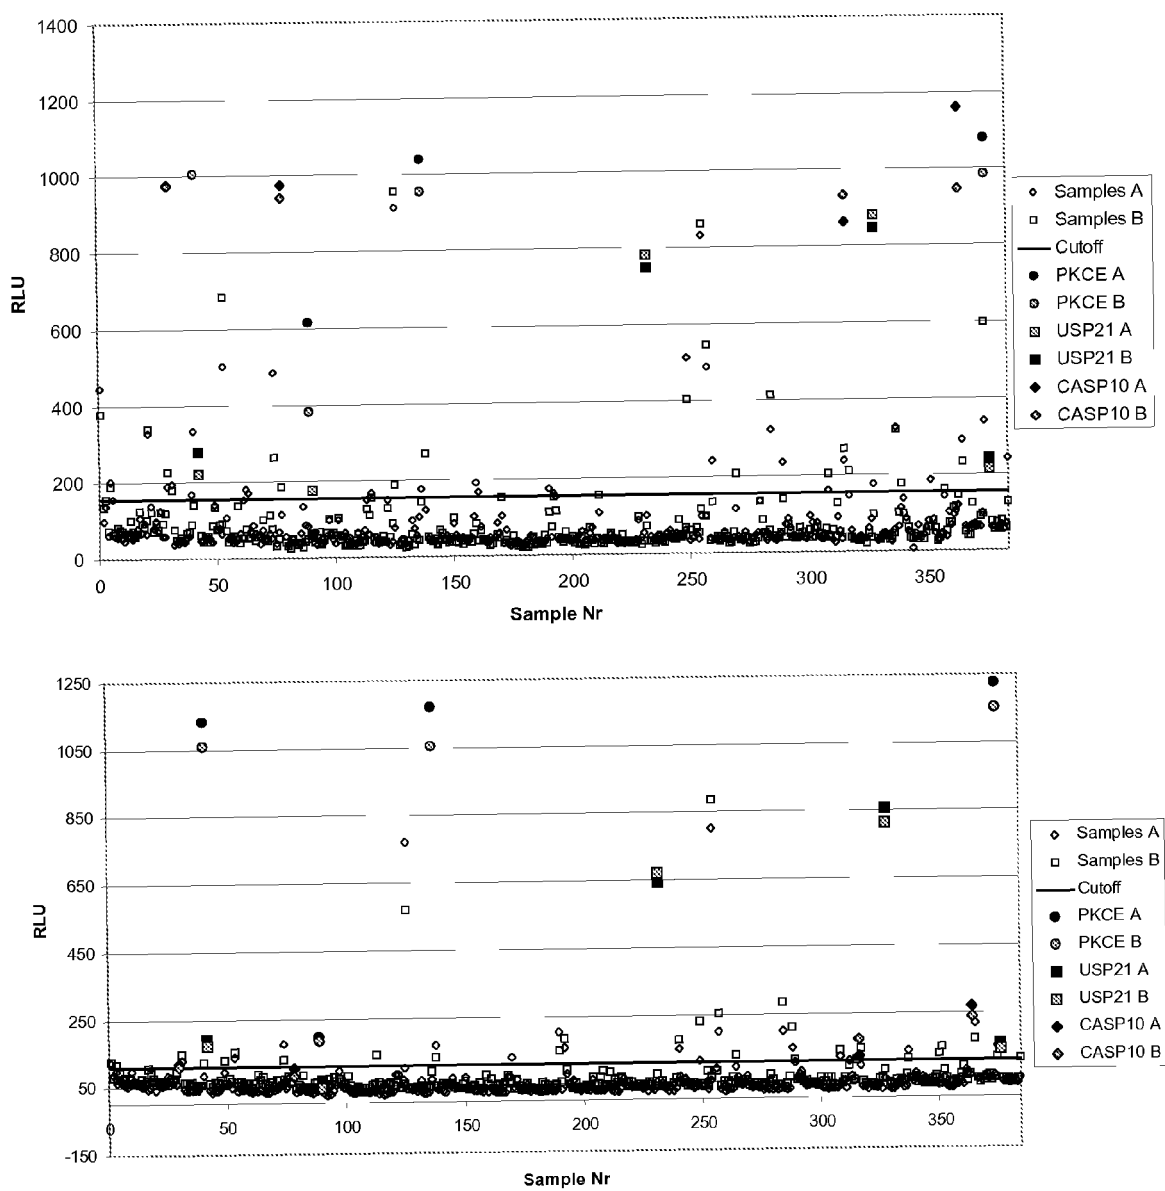 1400
1200
1000
800
600
400
200
0
RLU
0 50 100 150 200 250 300 350
Sample Nr
Samples A
Samples B
Cutoff
PKCE A
PKCE B
USP21 A
USP21 B
CASP10 A
CASP10 B
1250
1050
850
650
450
250
50
-150
RLU
0 50 100 150 200 250 300 350
Sample Nr
Samples A
Samples B
Cutoff
PKCE A
PKCE B
USP21 A
USP21 B
CASP10 A
CASP10 B